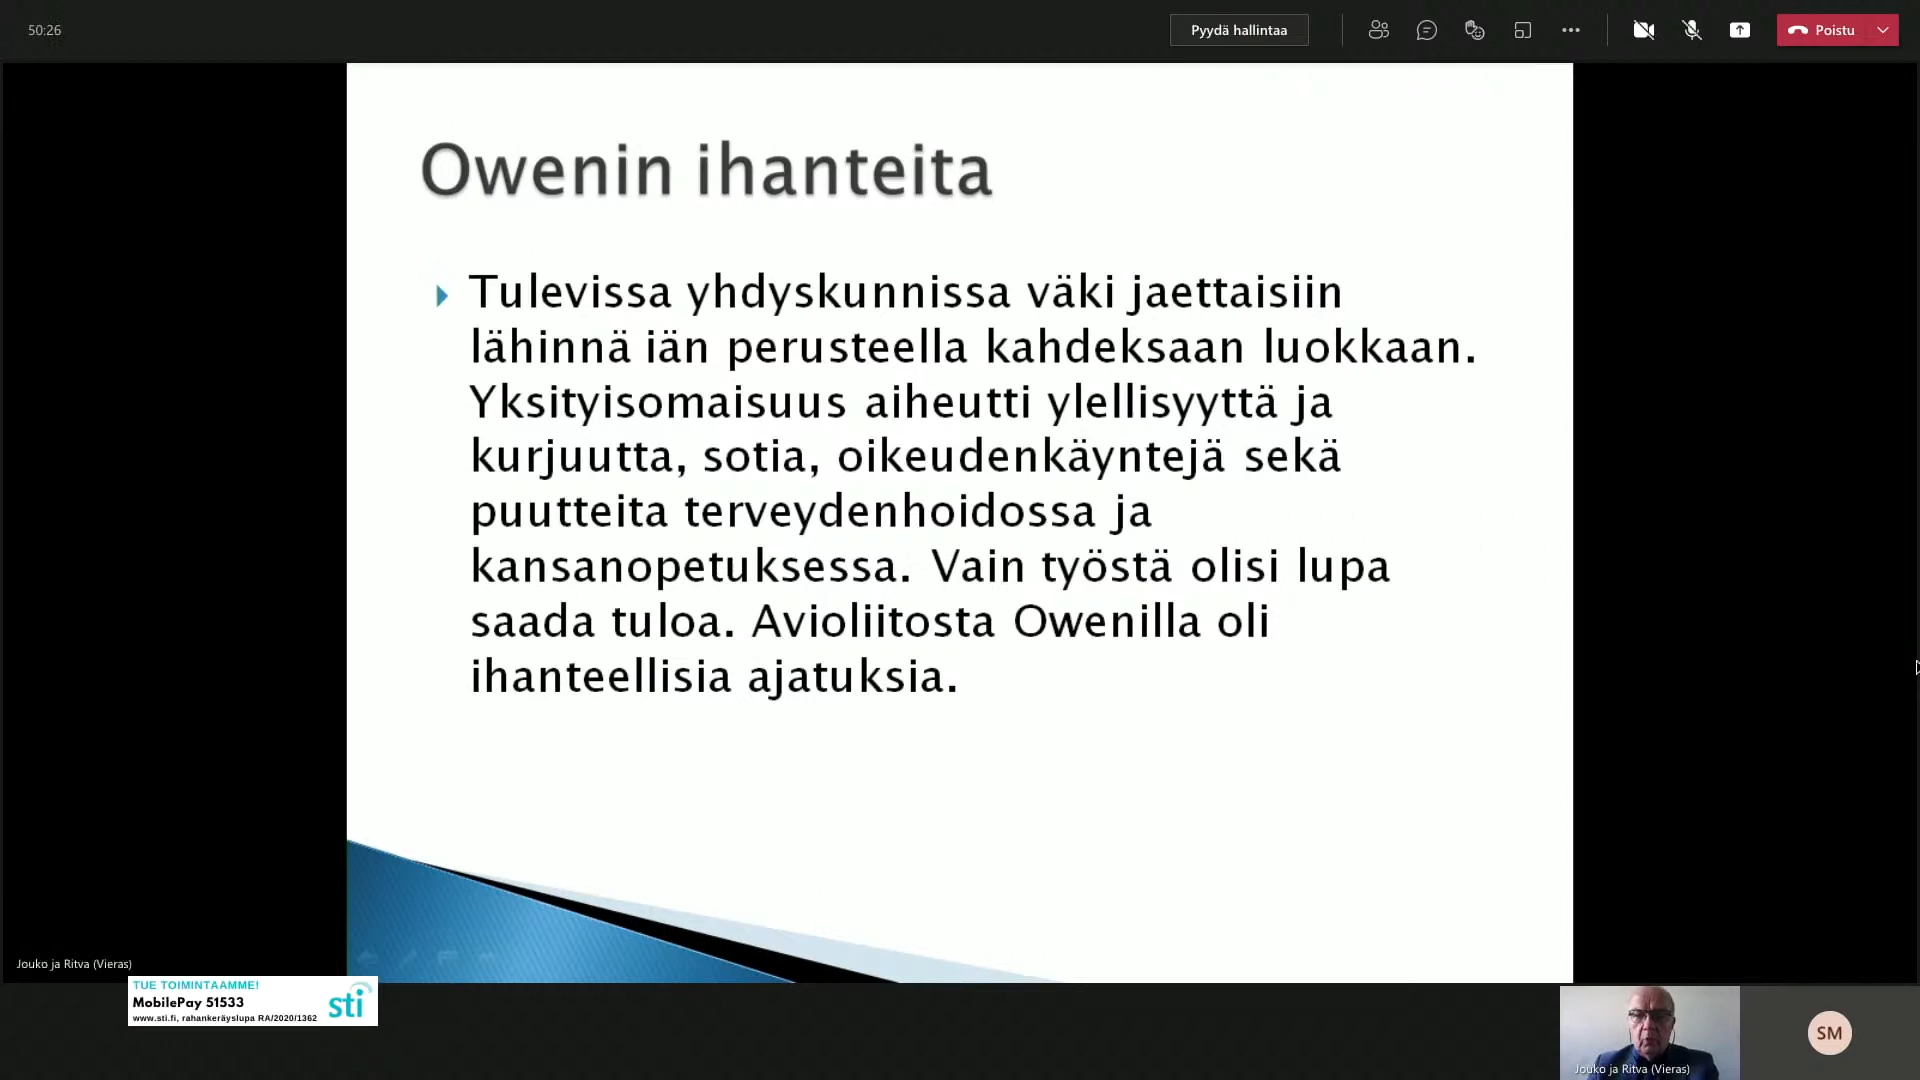 50:26
Pyydä hallintaa
Poistu
Owenin ihanteita
Tulevissa yhdyskunnissa väki jaettaisiin
lähinnä iän perusteella kahdeksaan luokkaan.
Yksityisomaisuus aiheutti ylellisyyttä ja
kurjuutta, sotia, oikeudenkäyntejä sekä
puutteita terveydenhoidossa ja
kansanopetuksessa. Vain työstä olisi lupa
saada tuloa. Avioliitosta Owenilla oli
ihanteellisia ajatuksia.
Jouko ja Ritva (Vieras)
TUE TOIMINTAAMME!
MobilePay 51533
www.sti.fi, rahankeräyslupa RA/2020/1362
sti
Jouko ja Ritva (Vieras)
SM